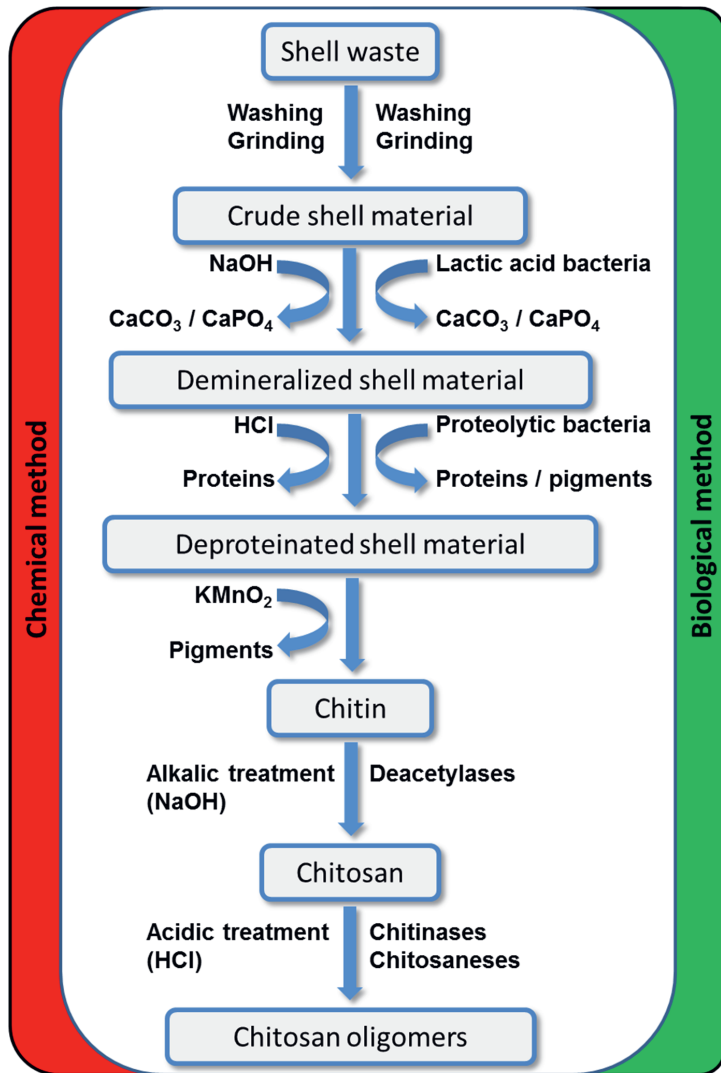 Shell waste
Washing Washing
Grinding Grinding
Crude shell material
NaOH Lactic acid bacteria
CaCO₃ / CaPO₄ CaCO₃ / CaPO₄
Demineralized shell material
HCl Proteolytic bacteria
Proteins Proteins / pigments
Deproteinated shell material
KMnO₂
Pigments
Chitin
Alkalic treatment Deacetylases
(NaOH)
Chitosan
Acidic treatment Chitinases
(HCl) Chitosaneses
Chitosan oligomers
Chemical method
Biological method